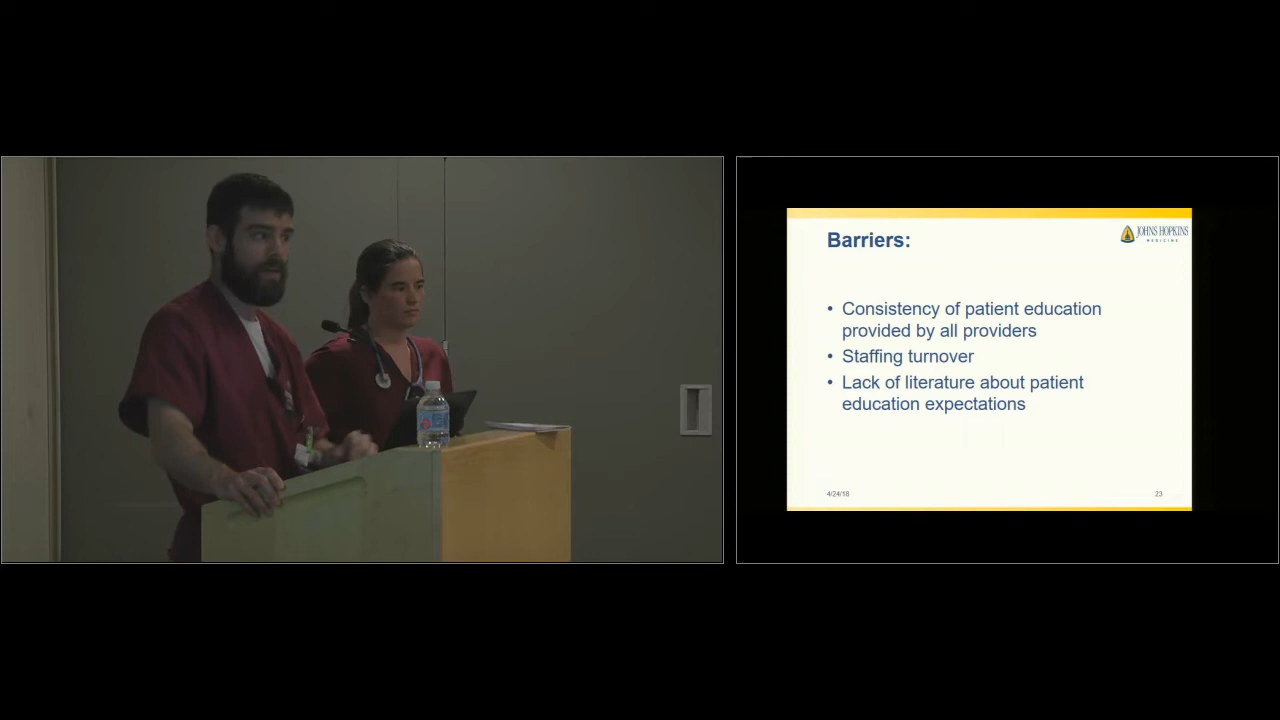 Barriers:
JOHNS HOPKINS
MEDICINE
• Consistency of patient education
provided by all providers
• Staffing turnover
• Lack of literature about patient
education expectations
4/24/18
23